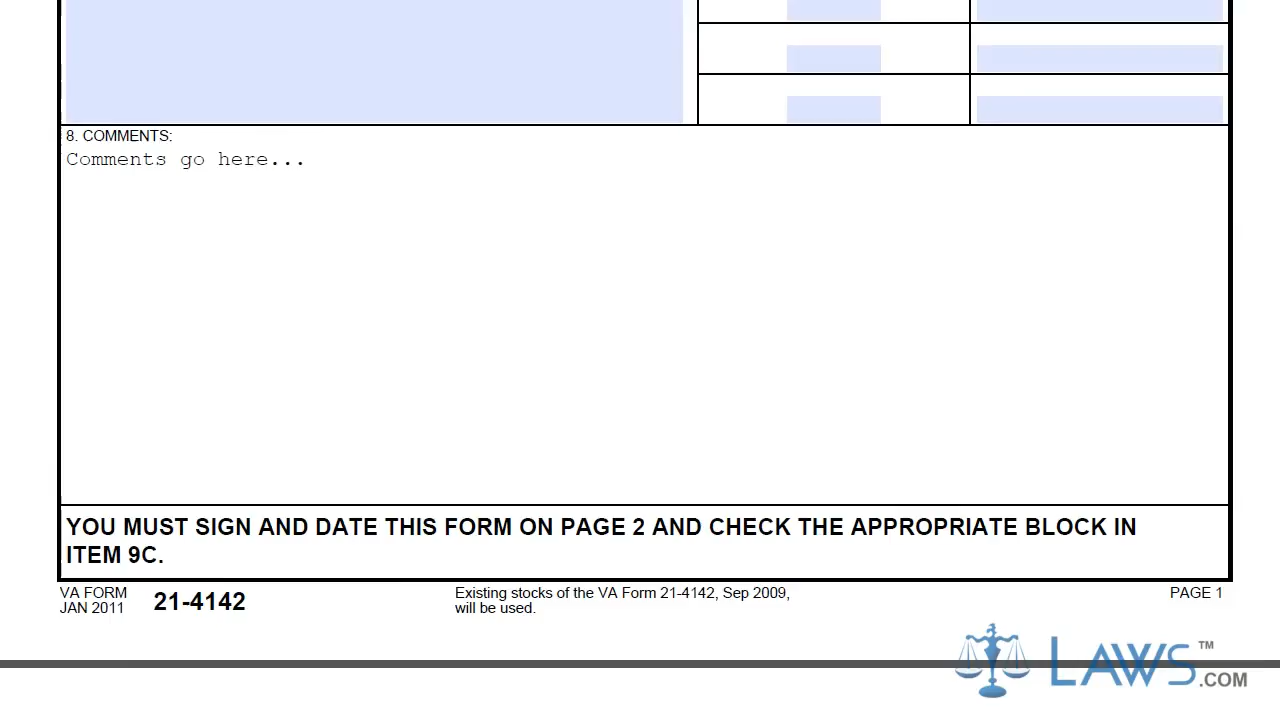 8. COMMENTS:
Comments go here...
YOU MUST SIGN AND DATE THIS FORM ON PAGE 2 AND CHECK THE APPROPRIATE BLOCK IN
ITEM 9C.
VA FORM
JAN 2011
21-4142
Existing stocks of the VA Form 21-4142, Sep 2009,
will be used.
PAGE 1
LAWS™
.COM